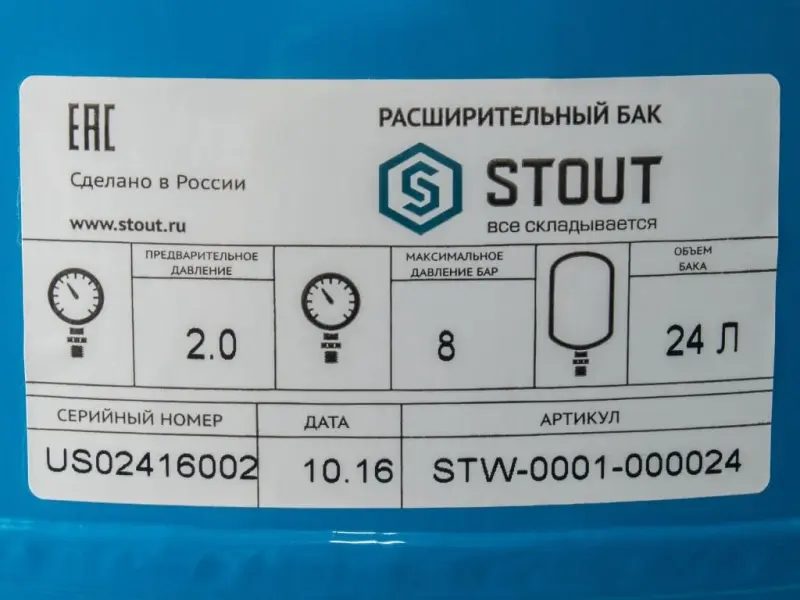 EAC
РАСШИРИТЕЛЬНЫЙ БАК
Сделано в России
STOUT
www.stout.ru
все складывается
ПРЕДВАРИТЕЛЬНОЕ
ДАВЛЕНИЕ
2.0
МАКСИМАЛЬНОЕ
ДАВЛЕНИЕ БАР
8
ОБЪЕМ
БАКА
24 Л
СЕРИЙНЫЙ НОМЕР
US02416002
ДАТА
10.16
АРТИКУЛ
STW-0001-000024